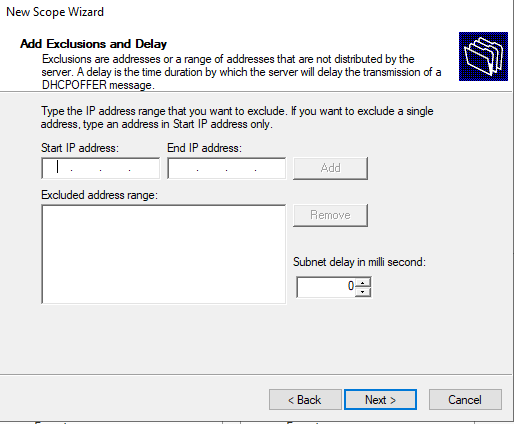 New Scope Wizard
Add Exclusions and Delay
Exclusions are addresses or a range of addresses that are not distributed by the
server. A delay is the time duration by which the server will delay the transmission of a
DHCPOFFER message.
Type the IP address range that you want to exclude. If you want to exclude a single
address, type an address in Start IP address only.
Start IP address: End IP address:
. . . . . . Add
Excluded address range:
Remove
Subnet delay in milli second:
0
< Back Next > Cancel